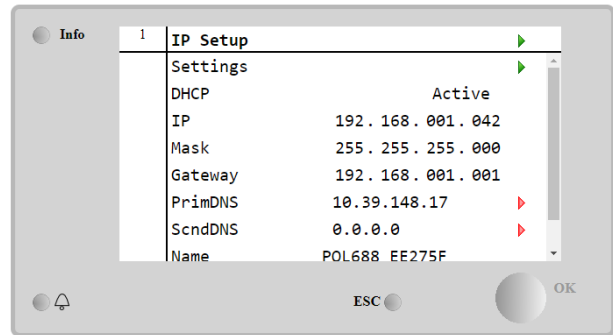 Info
1 IP Setup
Settings
DHCP Active
IP 192.168.001.042
Mask 255.255.255.000
Gateway 192.168.001.001
PrimDNS 10.39.148.17
ScndDNS 0.0.0.0
Name POL688_EE275F
ESC
OK